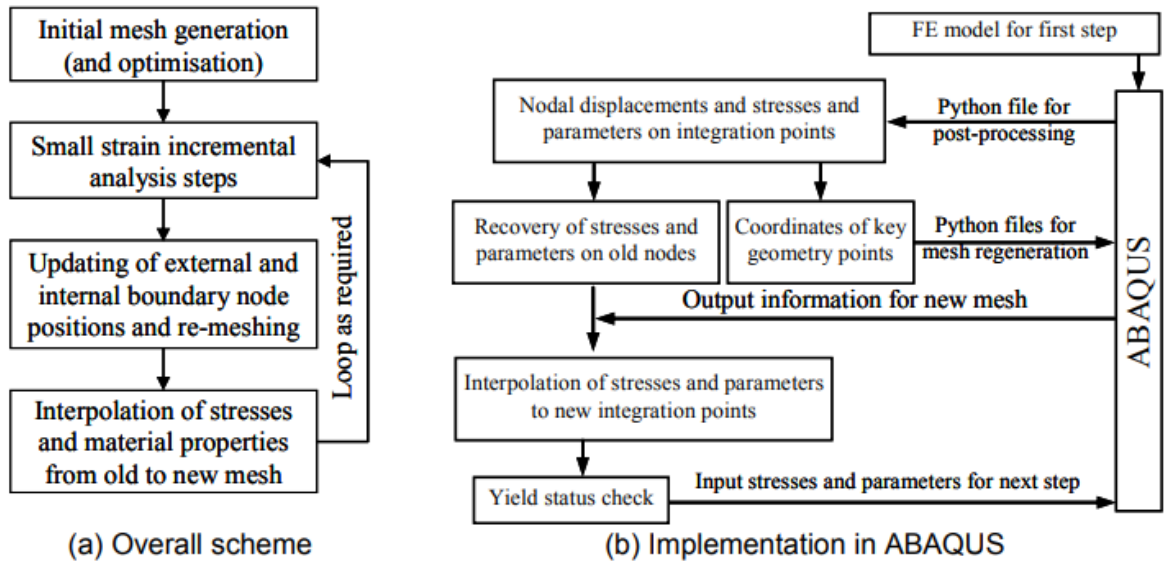 Initial mesh generation
(and optimisation)
Small strain incremental
analysis steps
Updating of external and
internal boundary node
positions and re-meshing
Interpolation of stresses
and material properties
from old to new mesh
Loop as required
(a) Overall scheme
FE model for first step
Nodal displacements and stresses and
parameters on integration points
Python file for
post-processing
Recovery of stresses and
parameters on old nodes
Coordinates of key
geometry points
Python files for
mesh regeneration
Output information for new mesh
Interpolation of stresses and parameters
to new integration points
Yield status check
Input stresses and parameters for next step
ABAQUS
(b) Implementation in ABAQUS